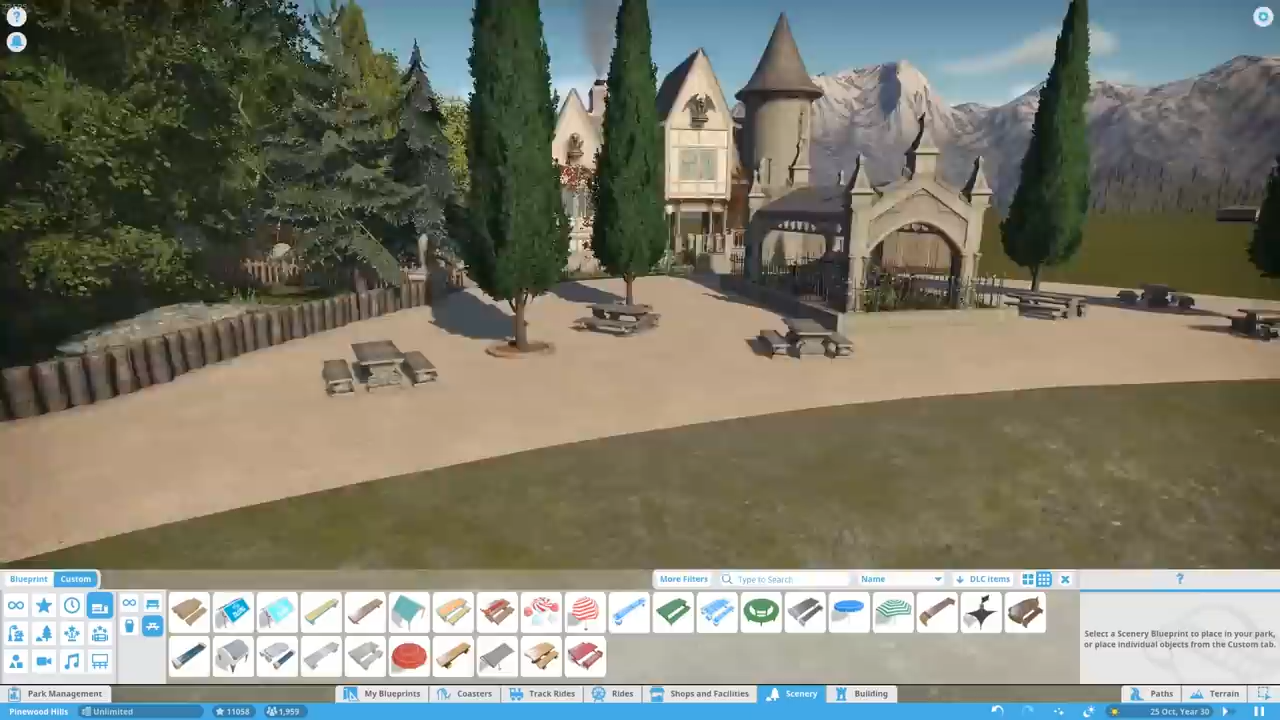 Blueprint Custom More Filters Type to Search Name DLC items
Select a Scenery Blueprint to place in your park,
or place individual objects from the Custom tab.
Park Management My Blueprints Coasters Track Rides Rides Shops and Facilities Scenery Building Paths Terrain
Pinewood Hills Unlimited 11058 1,959 25 Oct, Year 30